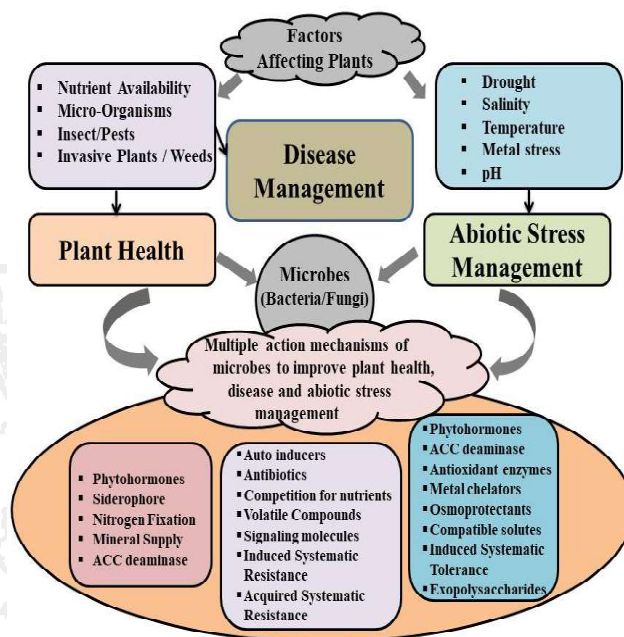 Factors
Affecting Plants
▪ Nutrient Availability
▪ Micro-Organisms
▪ Insect/Pests
▪ Invasive Plants / Weeds
Disease
Management
▪ Drought
▪ Salinity
▪ Temperature
▪ Metal stress
▪ pH
Plant Health
Microbes
(Bacteria/Fungi)
Abiotic Stress
Management
Multiple action mechanisms of
microbes to improve plant health,
disease and abiotic stress
management
▪ Phytohormones
▪ Siderophore
▪ Nitrogen Fixation
▪ Mineral Supply
▪ ACC deaminase
▪ Auto inducers
▪ Antibiotics
▪ Competition for nutrients
▪ Volatile Compounds
▪ Signaling molecules
▪ Induced Systematic
Resistance
▪ Acquired Systematic
Resistance
▪ Phytohormones
▪ ACC deaminase
▪ Antioxidant enzymes
▪ Metal chelators
▪ Osmoprotectants
▪ Compatible solutes
▪ Induced Systematic
Tolerance
▪ Exopolysaccharides